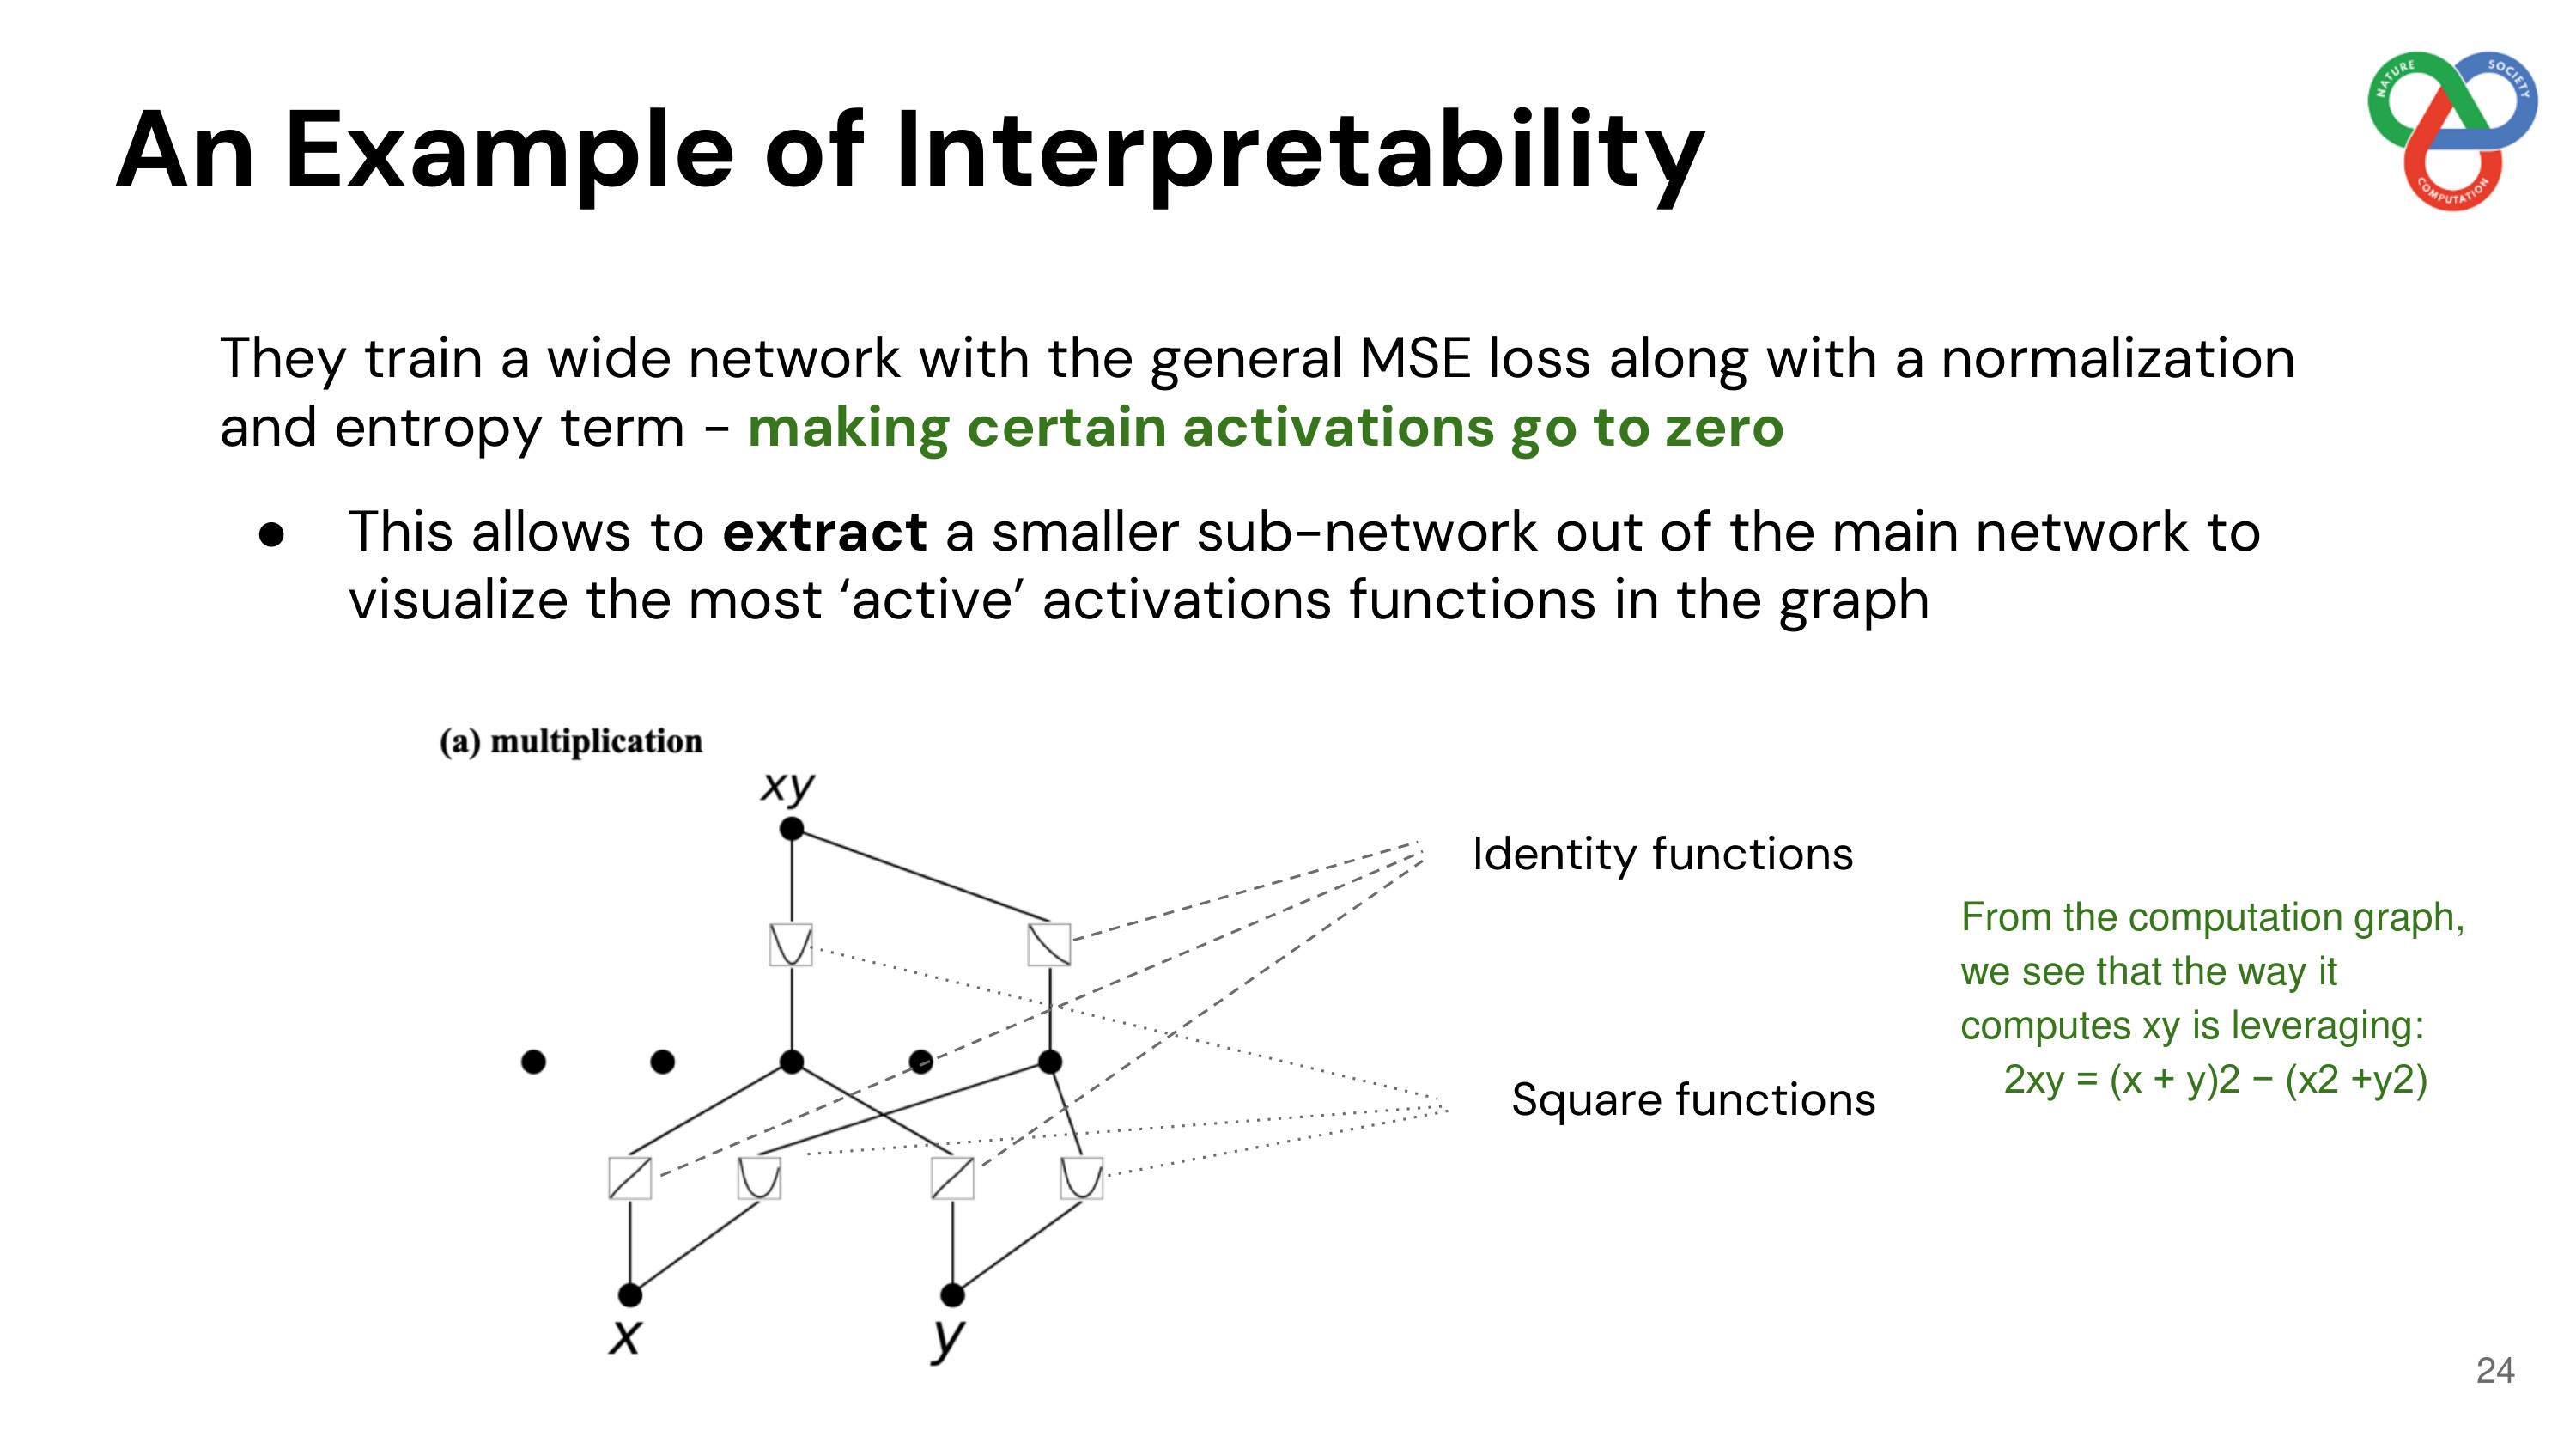 An Example of Interpretability
NATURE
SOCIETY
COMPUTATION
They train a wide network with the general MSE loss along with a normalization
and entropy term - making certain activations go to zero
● This allows to extract a smaller sub-network out of the main network to
visualize the most ‘active’ activations functions in the graph
(a) multiplication
xy
Identity functions
From the computation graph,
we see that the way it
computes xy is leveraging:
2xy = (x + y)2 − (x2 +y2)
Square functions
x
y
24